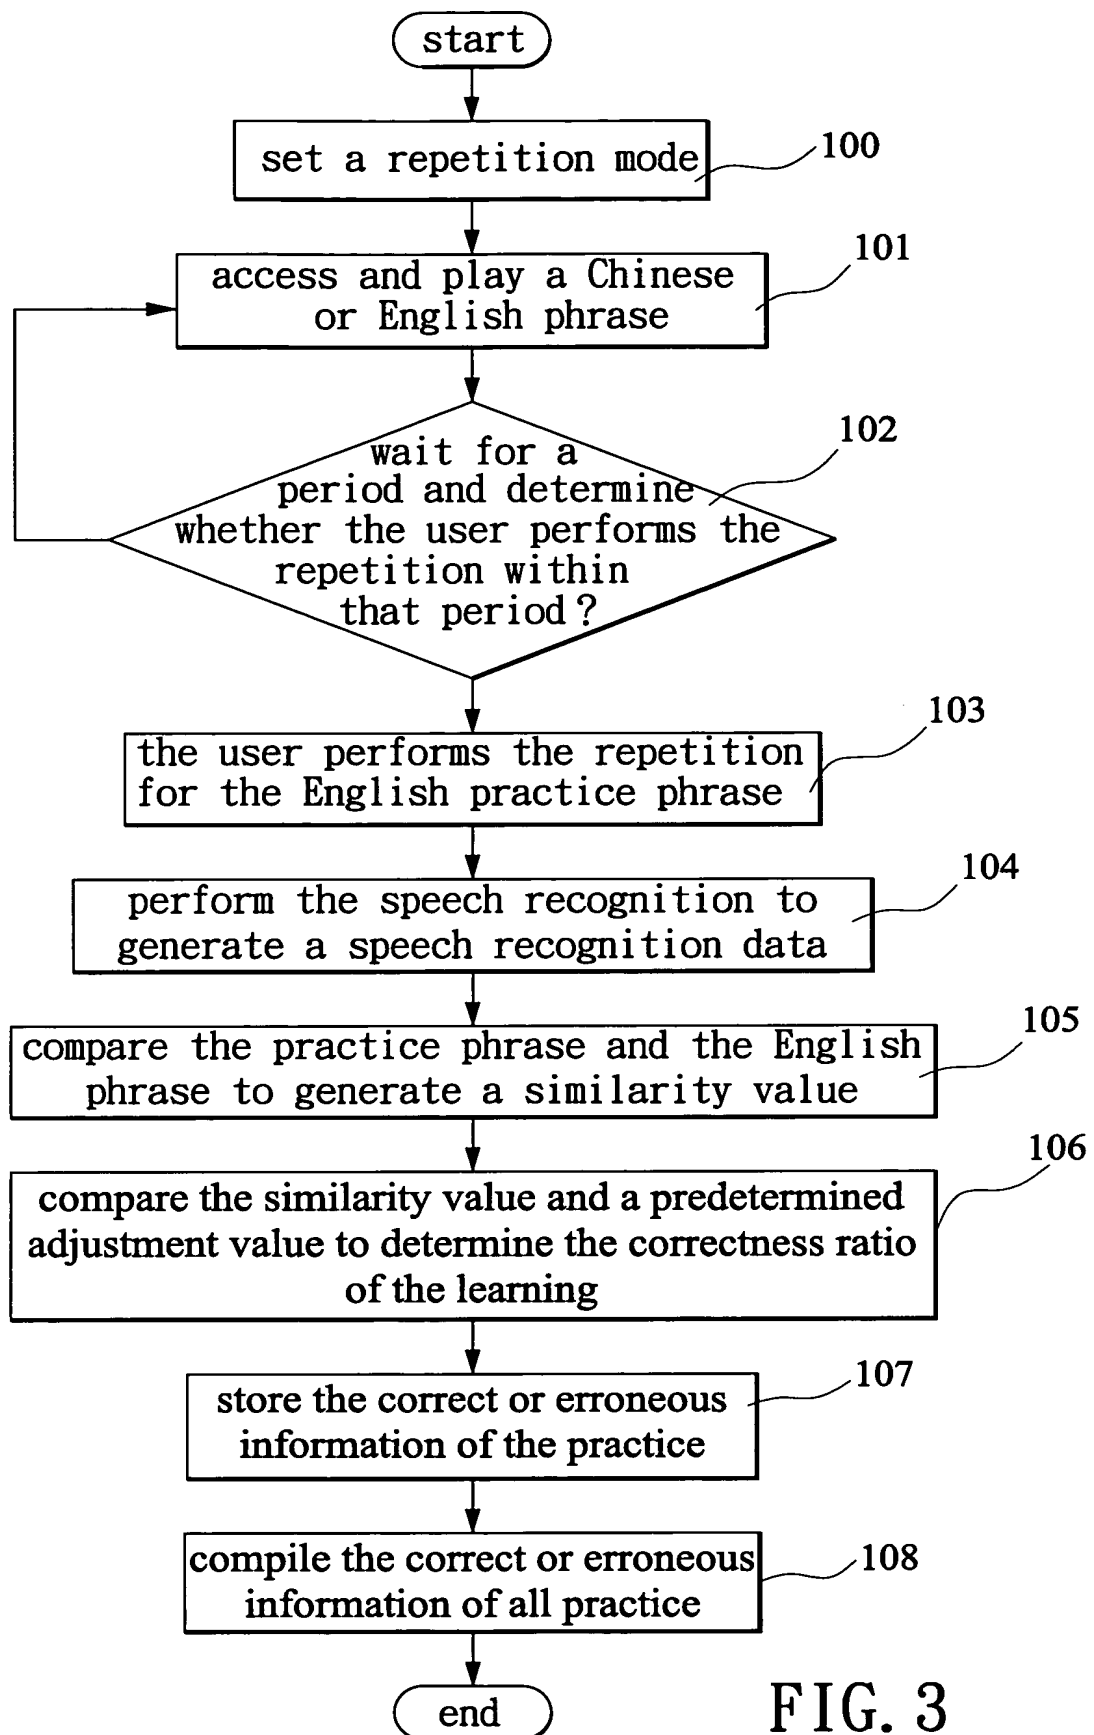 start
set a repetition mode
100
access and play a Chinese
or English phrase
101
wait for a
period and determine
whether the user performs the
repetition within
that period?
102
the user performs the repetition
for the English practice phrase
103
perform the speech recognition to
generate a speech recognition data
104
compare the practice phrase and the English
phrase to generate a similarity value
105
compare the similarity value and a predetermined
adjustment value to determine the correctness ratio
of the learning
106
store the correct or erroneous
information of the practice
107
compile the correct or erroneous
information of all practice
108
end
FIG. 3